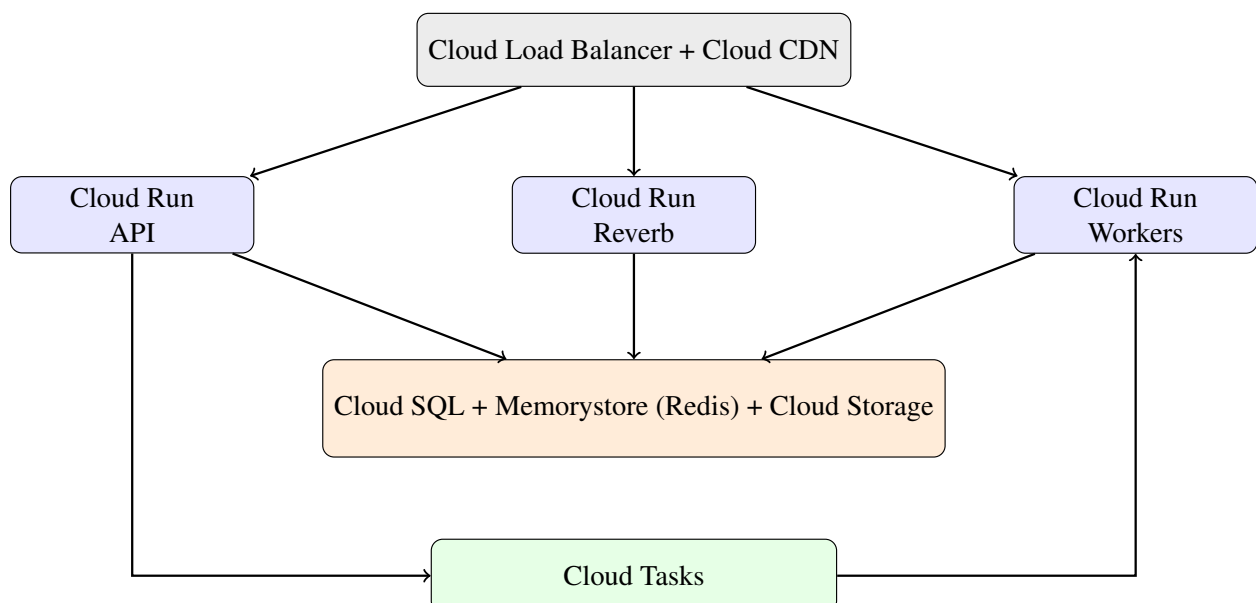 Cloud Load Balancer + Cloud CDN
Cloud Run
API
Cloud Run
Reverb
Cloud Run
Workers
Cloud SQL + Memorystore (Redis) + Cloud Storage
Cloud Tasks